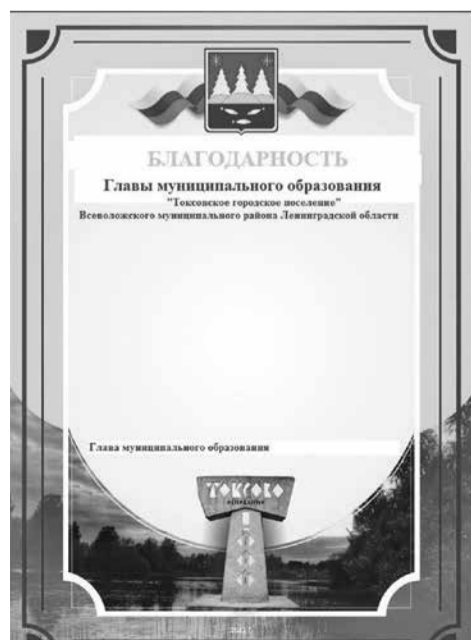 БЛАГОДАРНОСТЬ
Главы муниципального образования
"Токсовское городское поселение"
Всеволожского муниципального района Ленинградской области
Глава муниципального образования
ТОКСОВО